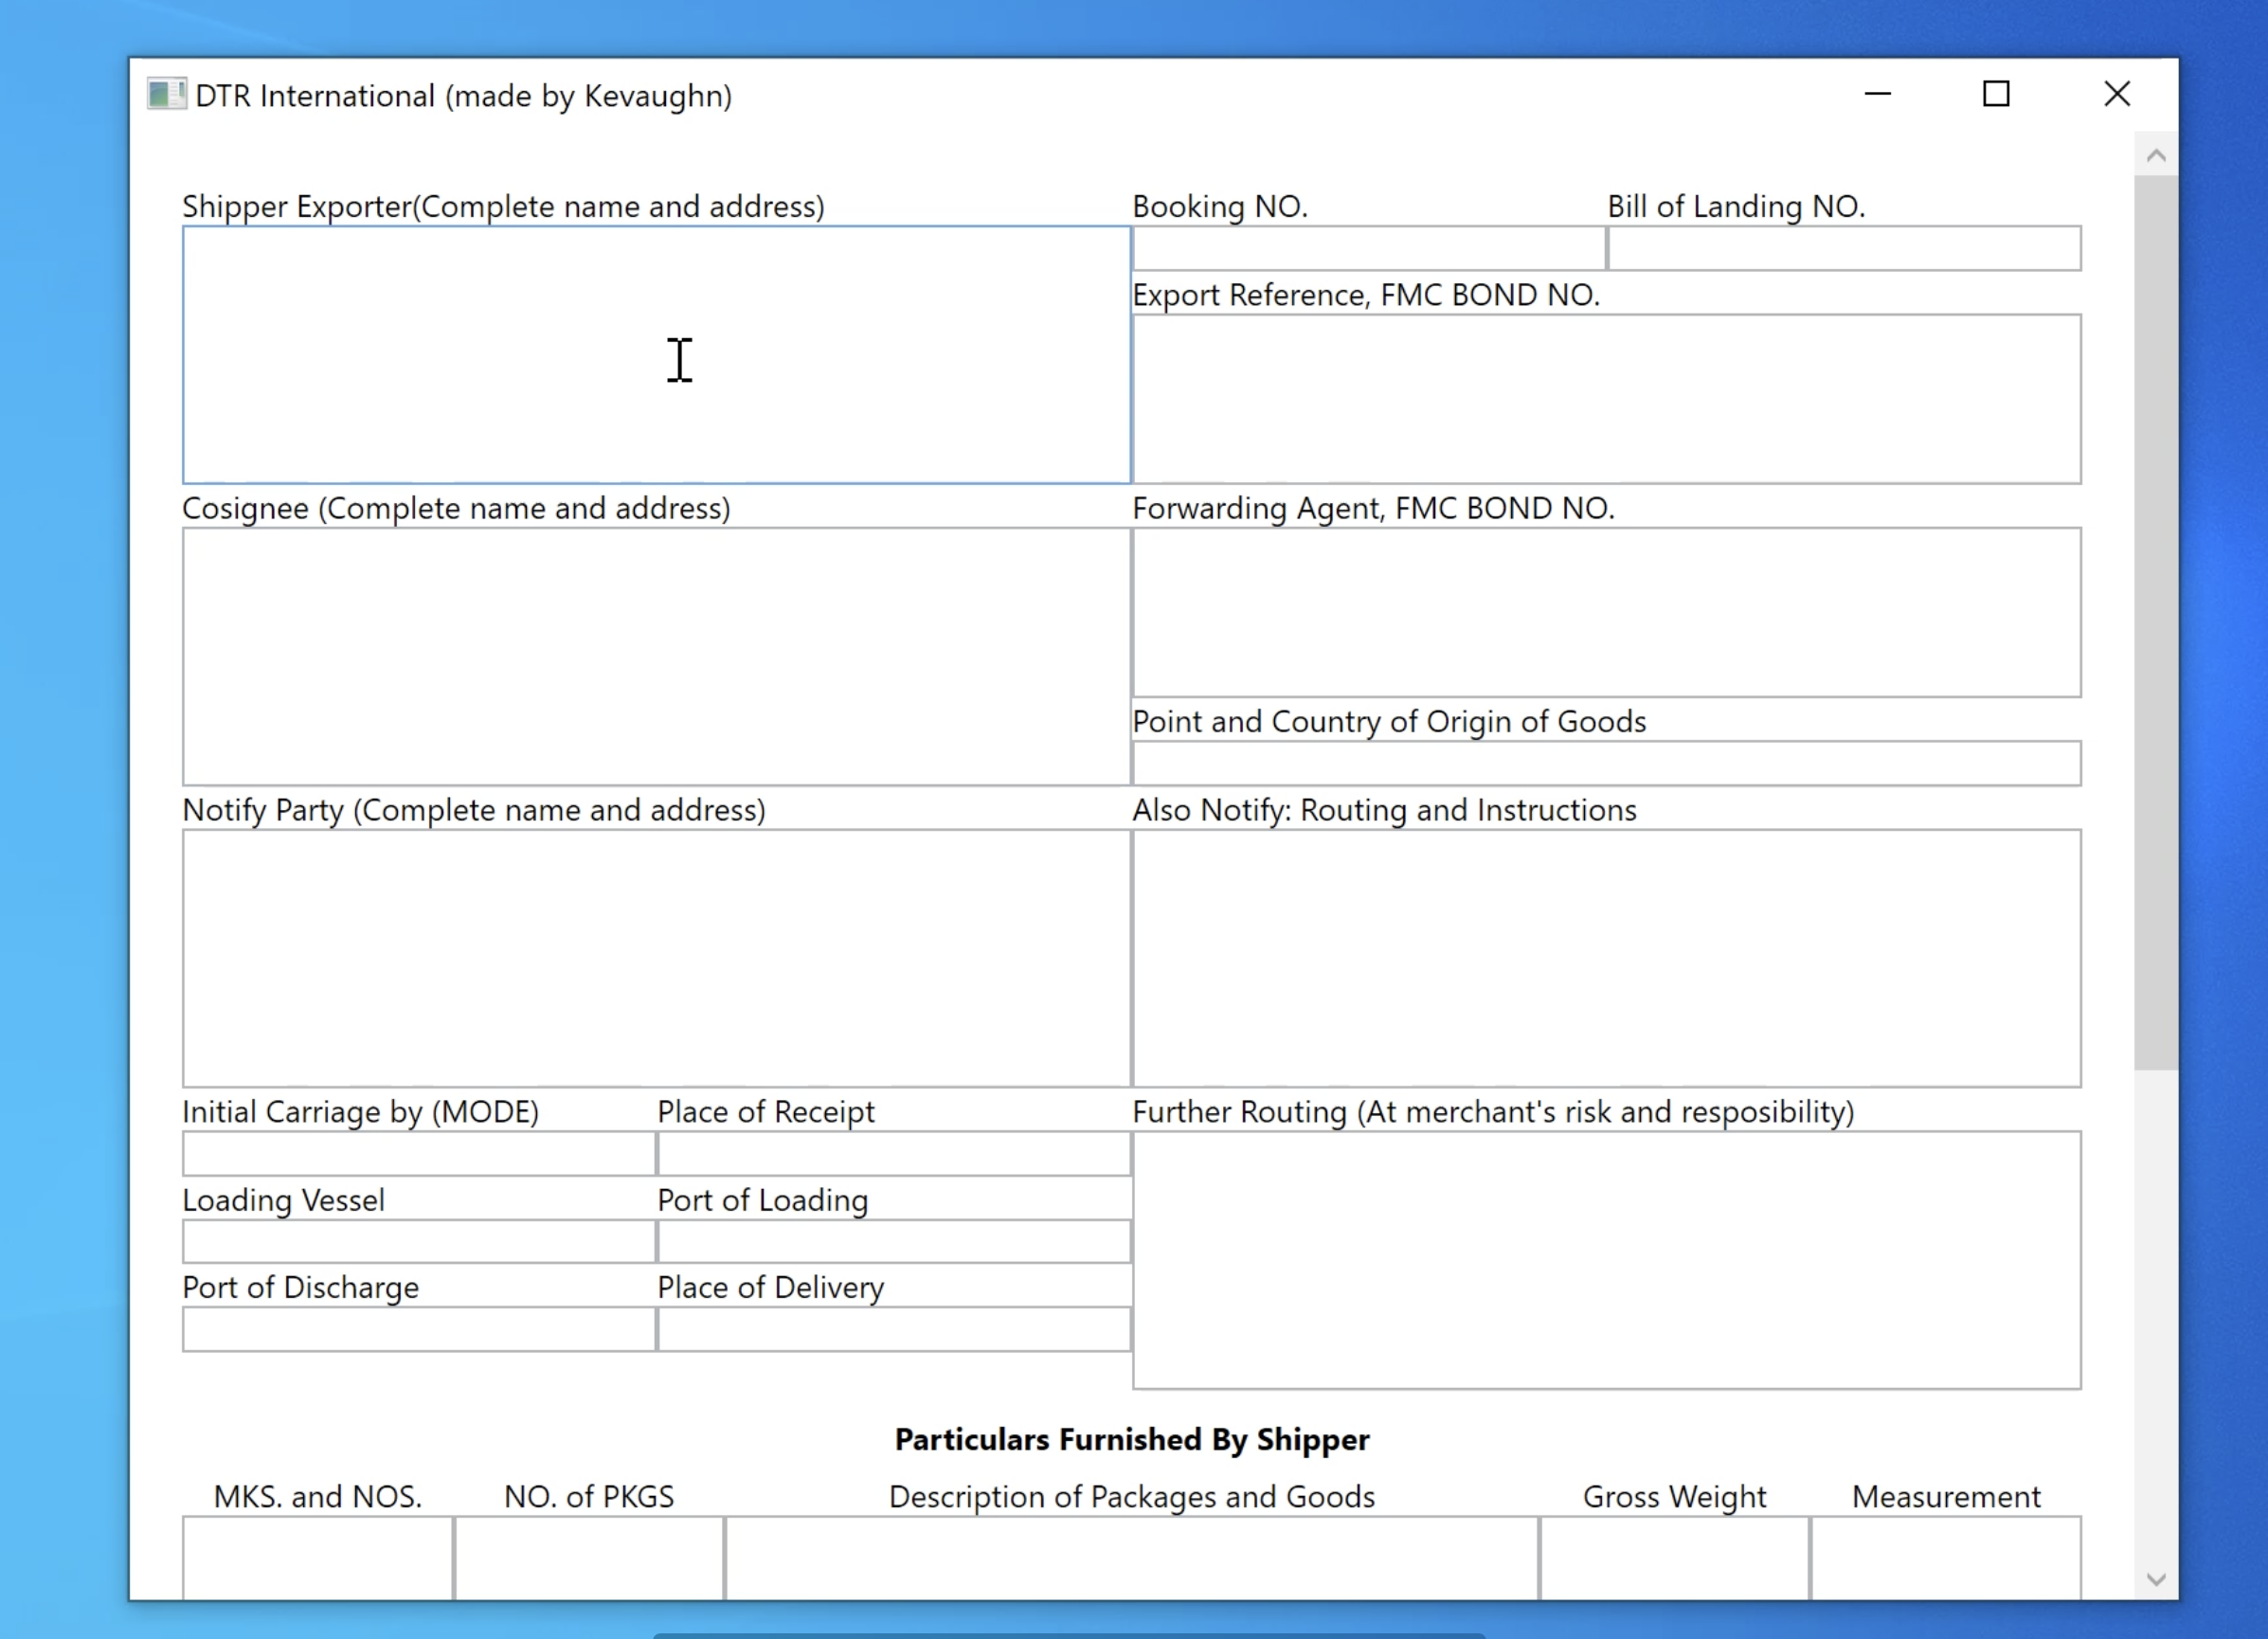 DTR International (made by Kevaughn)
Shipper Exporter(Complete name and address)
Booking NO.
Bill of Landing NO.
Export Reference, FMC BOND NO.
Cosignee (Complete name and address)
Forwarding Agent, FMC BOND NO.
Point and Country of Origin of Goods
Notify Party (Complete name and address)
Also Notify: Routing and Instructions
Initial Carriage by (MODE)
Place of Receipt
Further Routing (At merchant's risk and resposibility)
Loading Vessel
Port of Loading
Port of Discharge
Place of Delivery
Particulars Furnished By Shipper
MKS. and NOS.
NO. of PKGS
Description of Packages and Goods
Gross Weight
Measurement